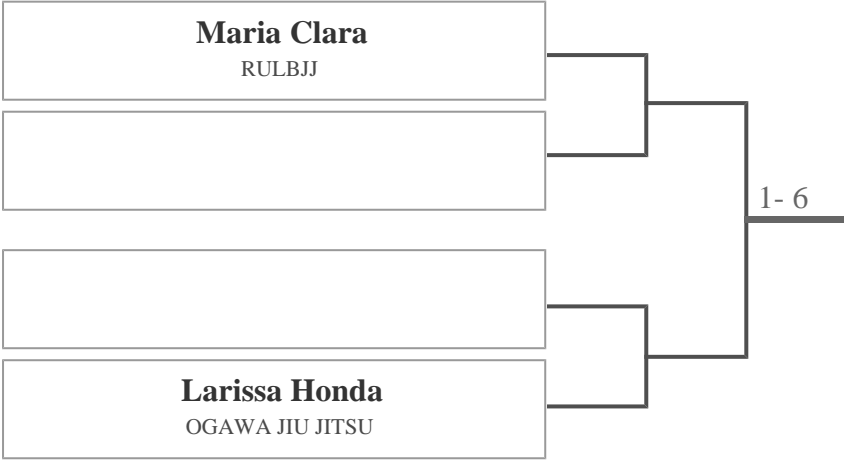 Maria Clara
RULBJJ
1- 6
Larissa Honda
OGAWA JIU JITSU